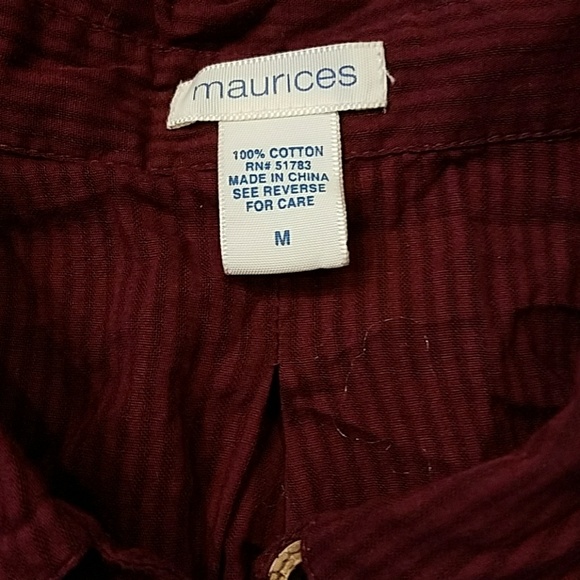 maurices
100% COTTON
RN# 51783
MADE IN CHINA
SEE REVERSE
FOR CARE
M